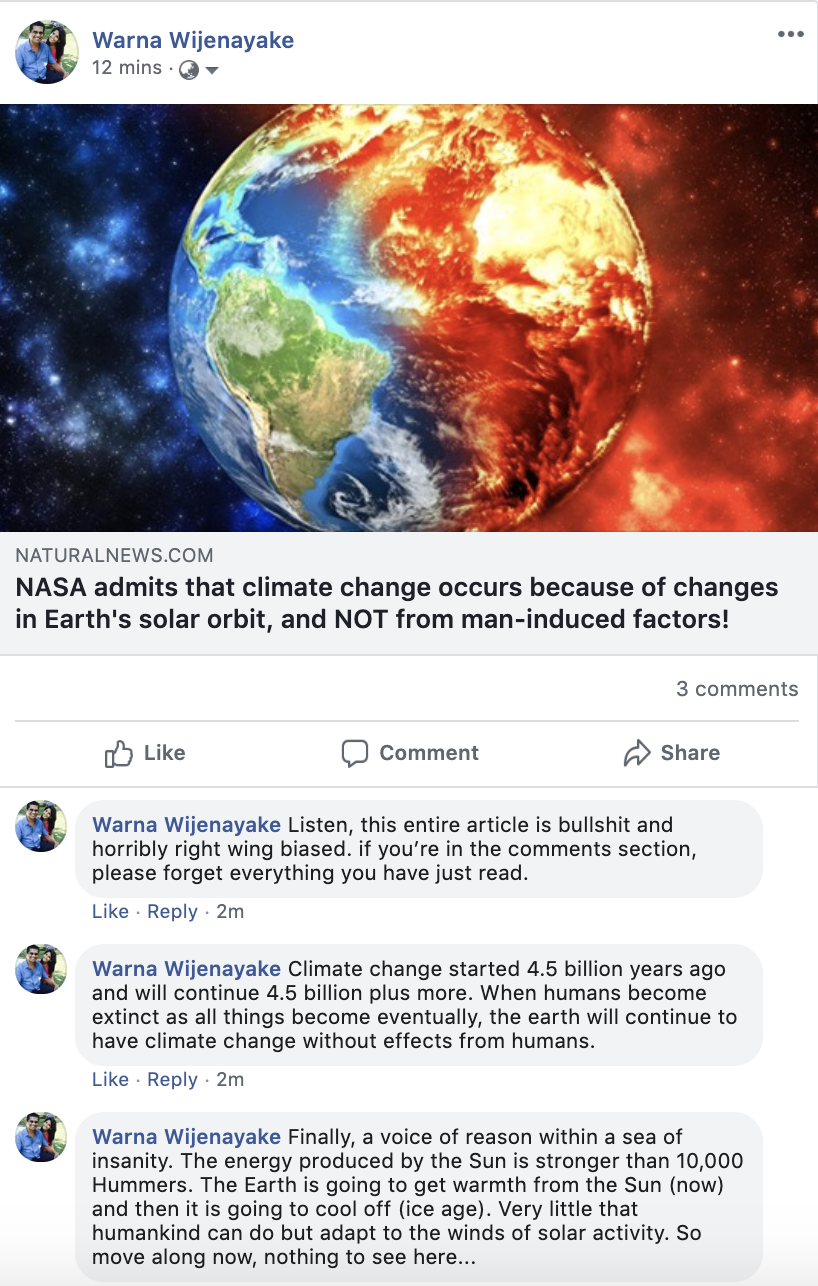 Warna Wijenayake
12 mins ·
NATURALNEWS.COM
NASA admits that climate change occurs because of changes
in Earth's solar orbit, and NOT from man-induced factors!
3 comments
Like Comment Share
Warna Wijenayake Listen, this entire article is bullshit and
horribly right wing biased. if you’re in the comments section,
please forget everything you have just read.
Like · Reply · 2m
Warna Wijenayake Climate change started 4.5 billion years ago
and will continue 4.5 billion plus more. When humans become
extinct as all things become eventually, the earth will continue to
have climate change without effects from humans.
Like · Reply · 2m
Warna Wijenayake Finally, a voice of reason within a sea of
insanity. The energy produced by the Sun is stronger than 10,000
Hummers. The Earth is going to get warmth from the Sun (now)
and then it is going to cool off (ice age). Very little that
humankind can do but adapt to the winds of solar activity. So
move along now, nothing to see here...